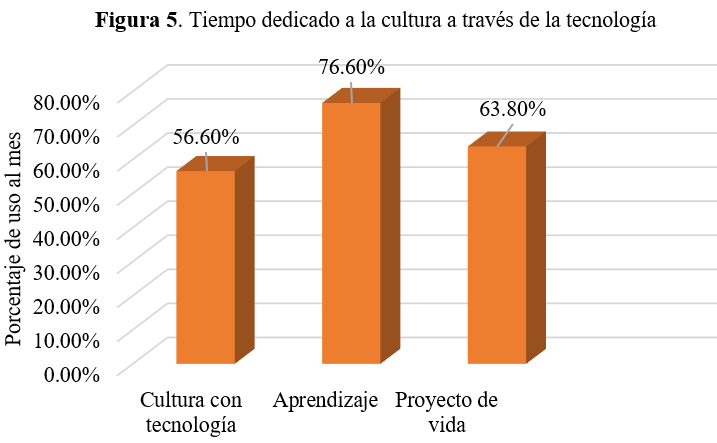 Figura 5. Tiempo dedicado a la cultura a través de la tecnología
Porcentaje de uso al mes
80.00%
70.00%
60.00%
50.00%
40.00%
30.00%
20.00%
10.00%
0.00%
56.60%
76.60%
63.80%
Cultura con
tecnología
Aprendizaje
Proyecto de
vida